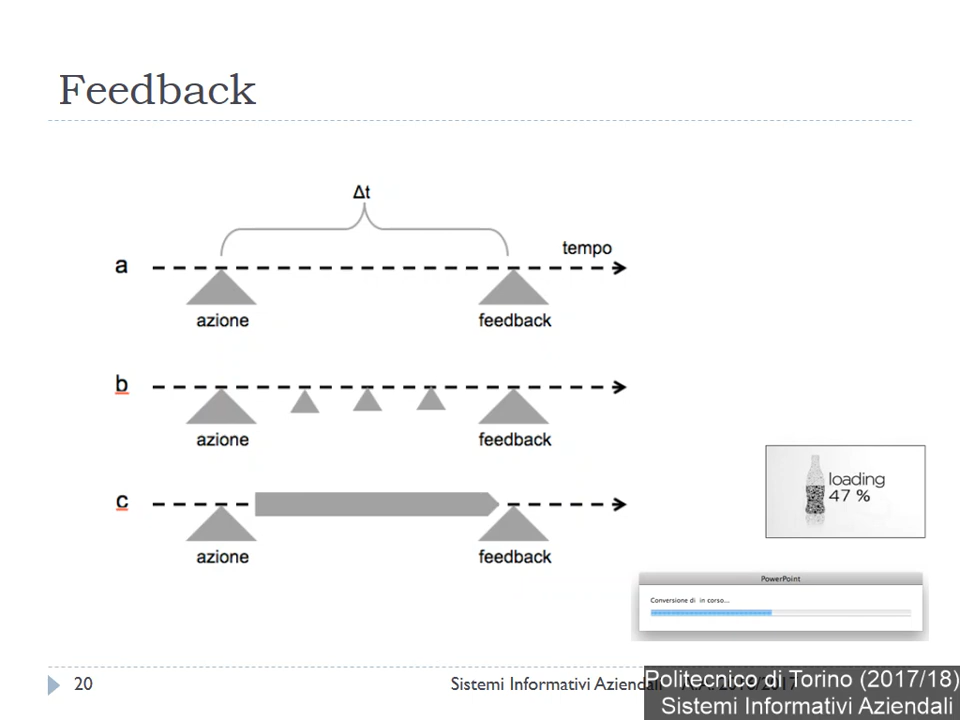 Feedback
Δt
tempo
a
azione
feedback
b
azione
feedback
c
azione
feedback
loading
47 %
PowerPoint
Conversione di in corso...
20
Sistemi Informativi Aziendali
Politecnico di Torino (2017/18)
Sistemi Informativi Aziendali